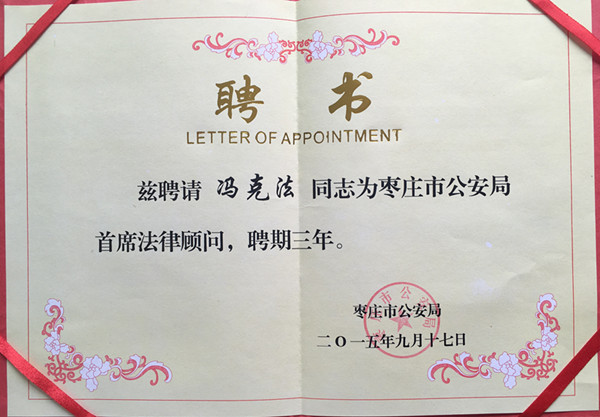 聘 书
LETTER OF APPOINTMENT
兹聘请 冯克法 同志为枣庄市公安局
首席法律顾问，聘期三年。
枣庄市公安局
二O一五年九月十七日